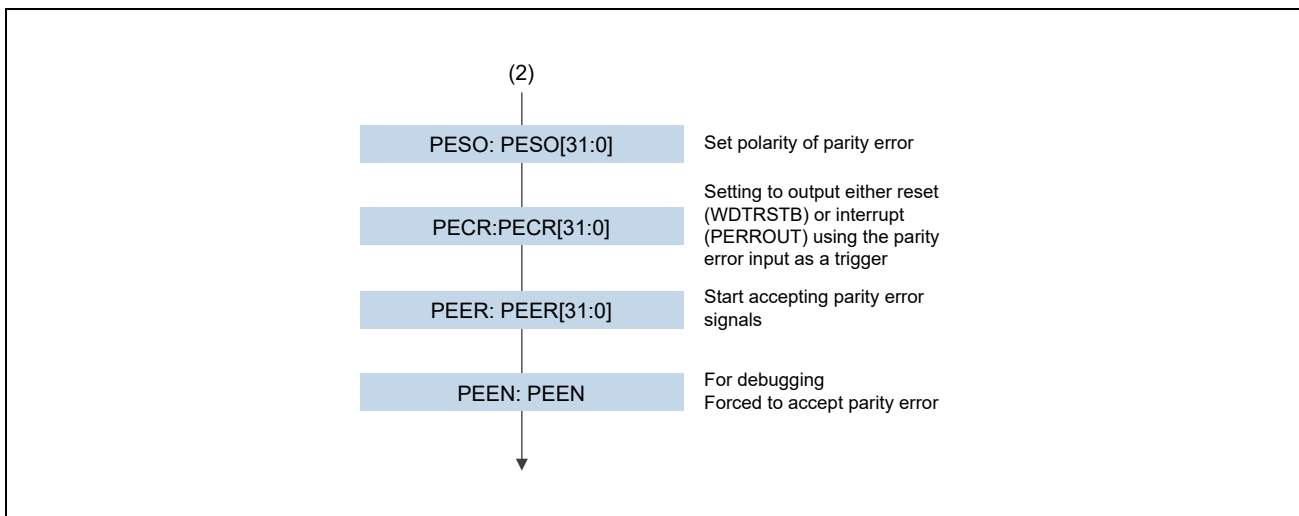 (2)
PESO: PESO[31:0]
Set polarity of parity error
PECR:PECR[31:0]
Setting to output either reset
(WDTRSTB) or interrupt
(PERROUT) using the parity
error input as a trigger
PEER: PEER[31:0]
Start accepting parity error
signals
PEEN: PEEN
For debugging
Forced to accept parity error